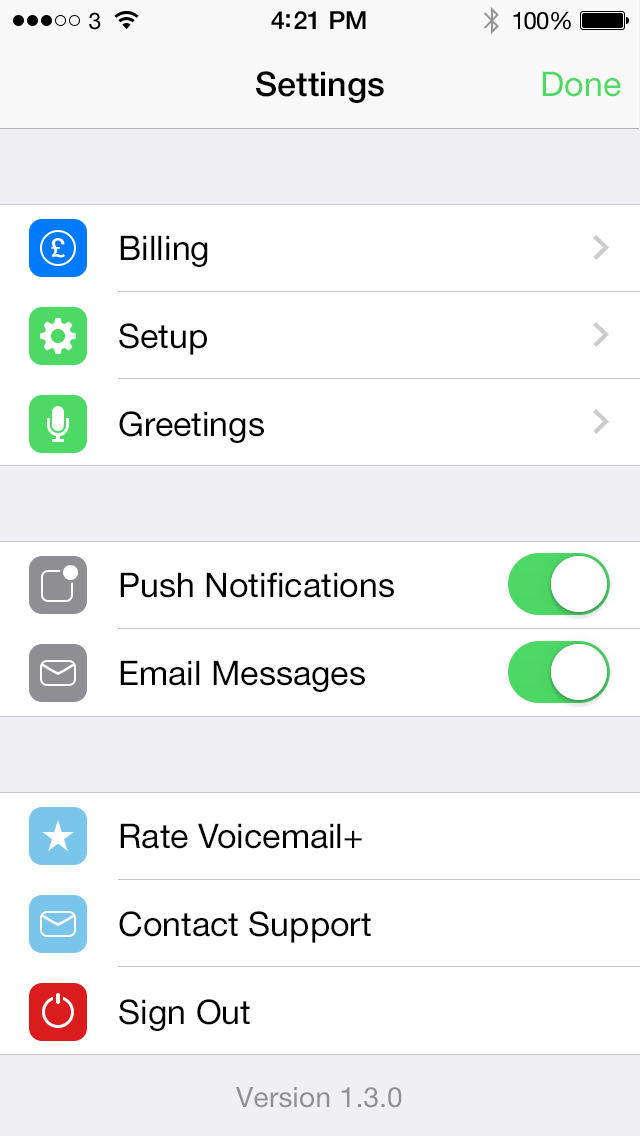 3 4:21 PM 100%
Settings Done
£ Billing
Setup
Greetings
Push Notifications
Email Messages
Rate Voicemail+
Contact Support
Sign Out
Version 1.3.0